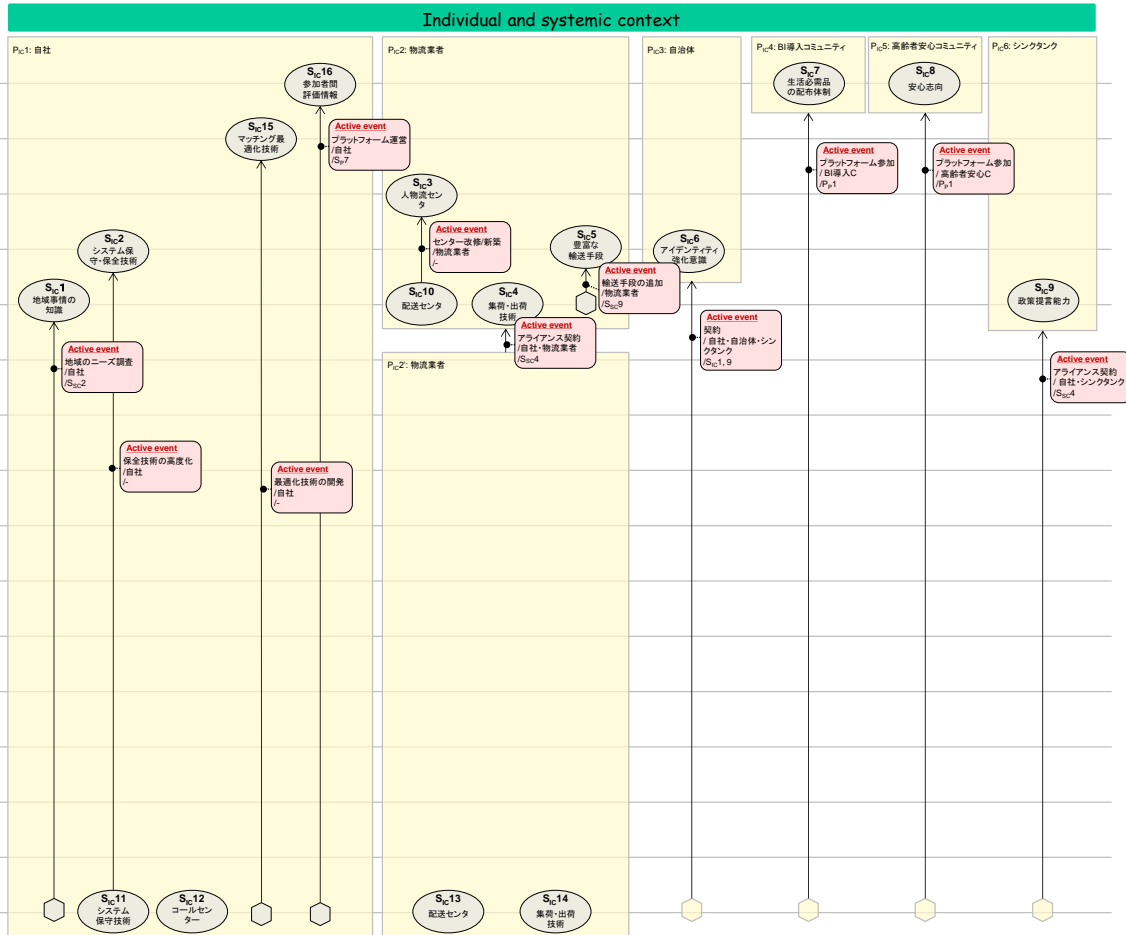 Individual and systemic context
P_IC1: 自社
S_IC16
参加者間
評価情報
S_IC15
マッチング最
適化技術
Active event
プラットフォーム運営
/自社
/S_P7
S_IC2
システム保
守・保全技術
S_IC1
地域事情の
知識
Active event
地域のニーズ調査
/自社
/S_SC2
Active event
保全技術の高度化
/自社
/-
Active event
最適化技術の開発
/自社
/-
S_IC11
システム
保守技術
S_IC12
コールセン
ター
P_IC2: 物流業者
S_IC3
人物流セン
タ
Active event
センター改修/新築
/物流業者
/-
S_IC5
豊富な
輸送手段
Active event
輸送手段の追加
/物流業者
/S_SC9
S_IC10
配送センタ
S_IC4
集荷・出荷
技術
Active event
アライアンス契約
/自社・物流業者
/S_SC4
P_IC2': 物流業者
S_IC13
配送センタ
S_IC14
集荷・出荷
技術
P_IC3: 自治体
S_IC6
アイデンティティ
強化意識
Active event
契約
/ 自社・自治体・シン
クタンク
/S_IC1, 9
P_IC4: BI導入コミュニティ
S_IC7
生活必需品
の配布体制
Active event
プラットフォーム参加
/ BI導入C
/P_P1
P_IC5: 高齢者安心コミュニティ
S_IC8
安心志向
Active event
プラットフォーム参加
/ 高齢者安心C
/P_P1
P_IC6: シンクタンク
S_IC9
政策提言能力
Active event
アライアンス契約
/ 自社・シンクタンク
/S_SC4